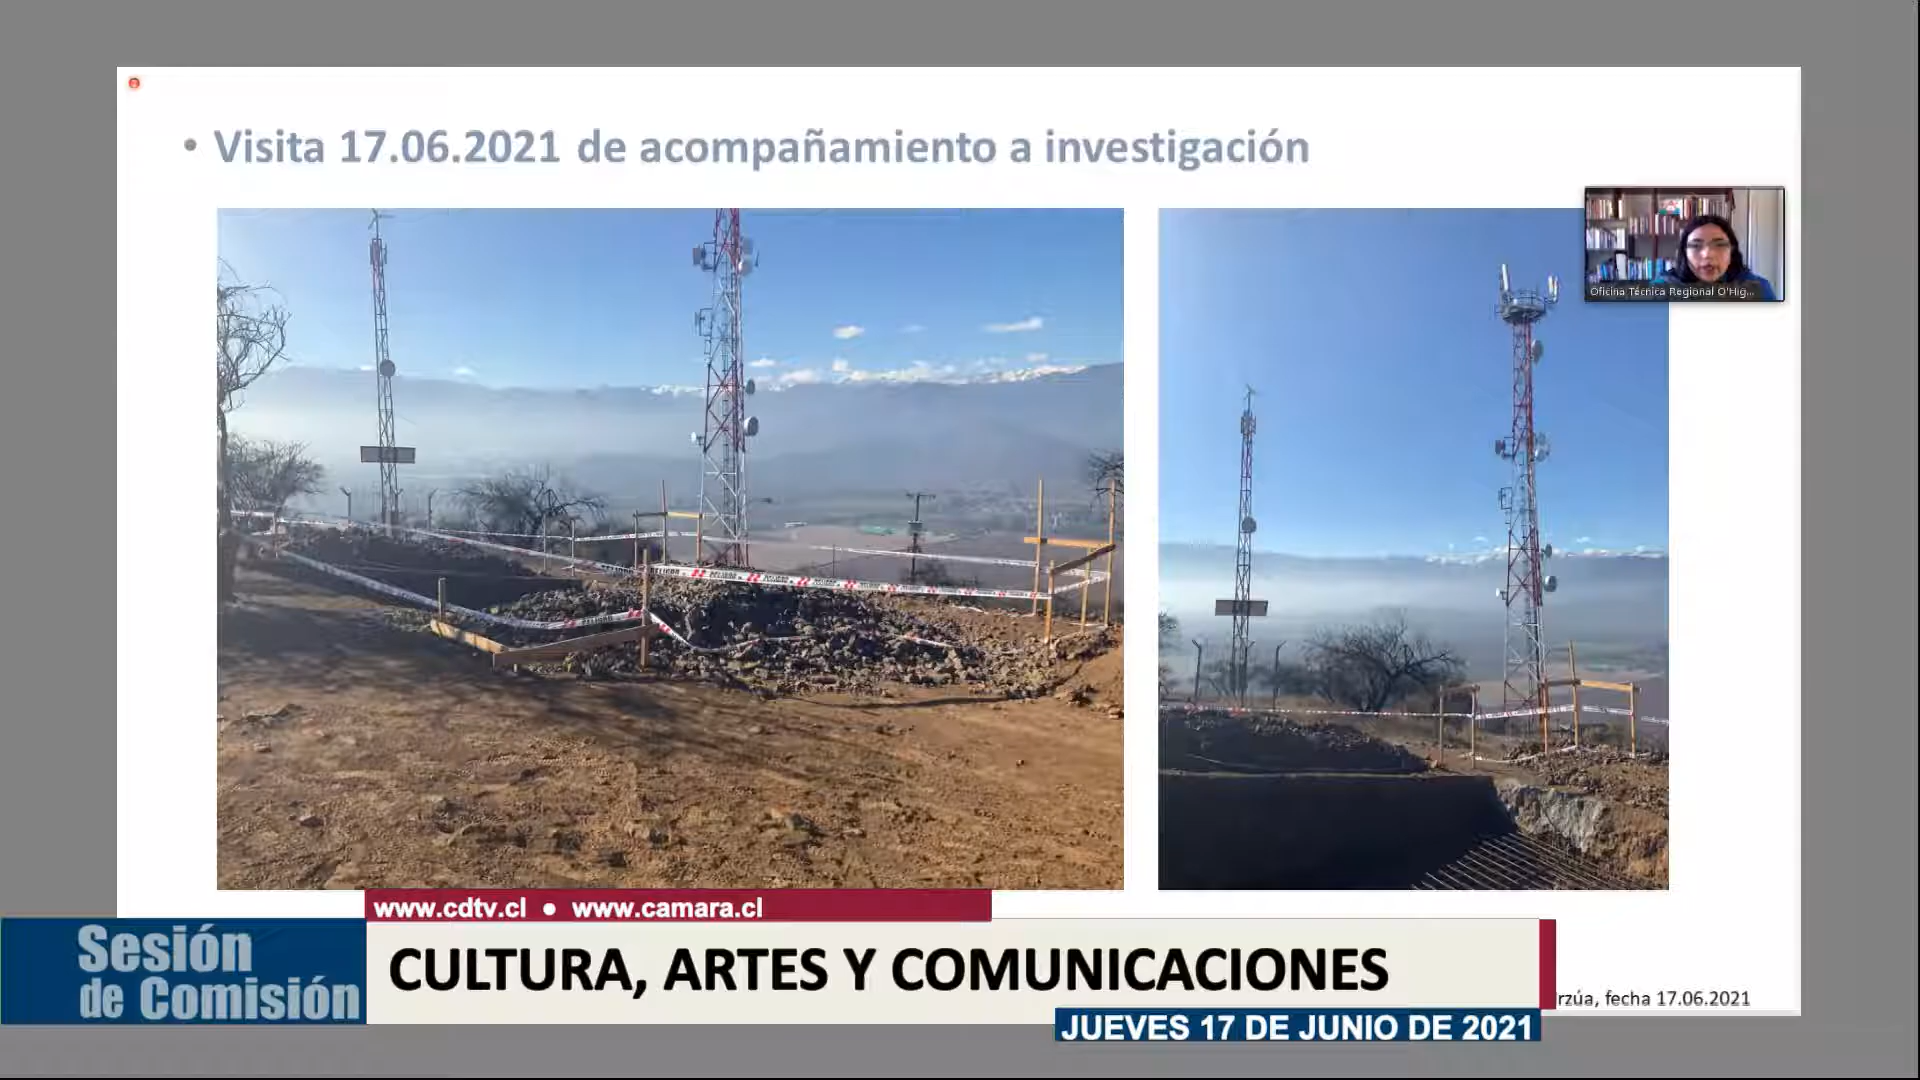 • Visita 17.06.2021 de acompañamiento a investigación
Oficina Técnica Regional O'Hig...
PELIGRO
www.cdtv.cl • www.camara.cl
Sesión
de Comisión
CULTURA, ARTES Y COMUNICACIONES
rzúa, fecha 17.06.2021
JUEVES 17 DE JUNIO DE 2021